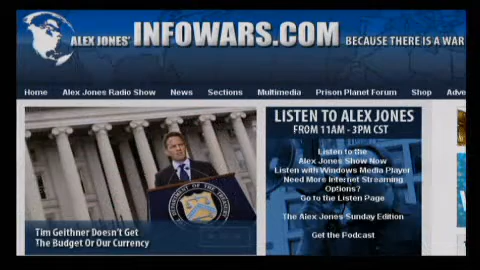 ALEX JONES' INFOWARS.COM BECAUSE THERE IS A WAR
Home Alex Jones Radio Show News Sections Multimedia Prison Planet Forum Shop Adve
LISTEN TO ALEX JONES
FROM 11AM - 3PM CST
Listen to the
Alex Jones Show Now
Listen with Windows Media Player
Need More Internet Streaming
Options?
Go to the Listen Page
The Alex Jones Sunday Edition
Get the Podcast
Tim Geithner Doesn't Get
The Budget Or Our Currency